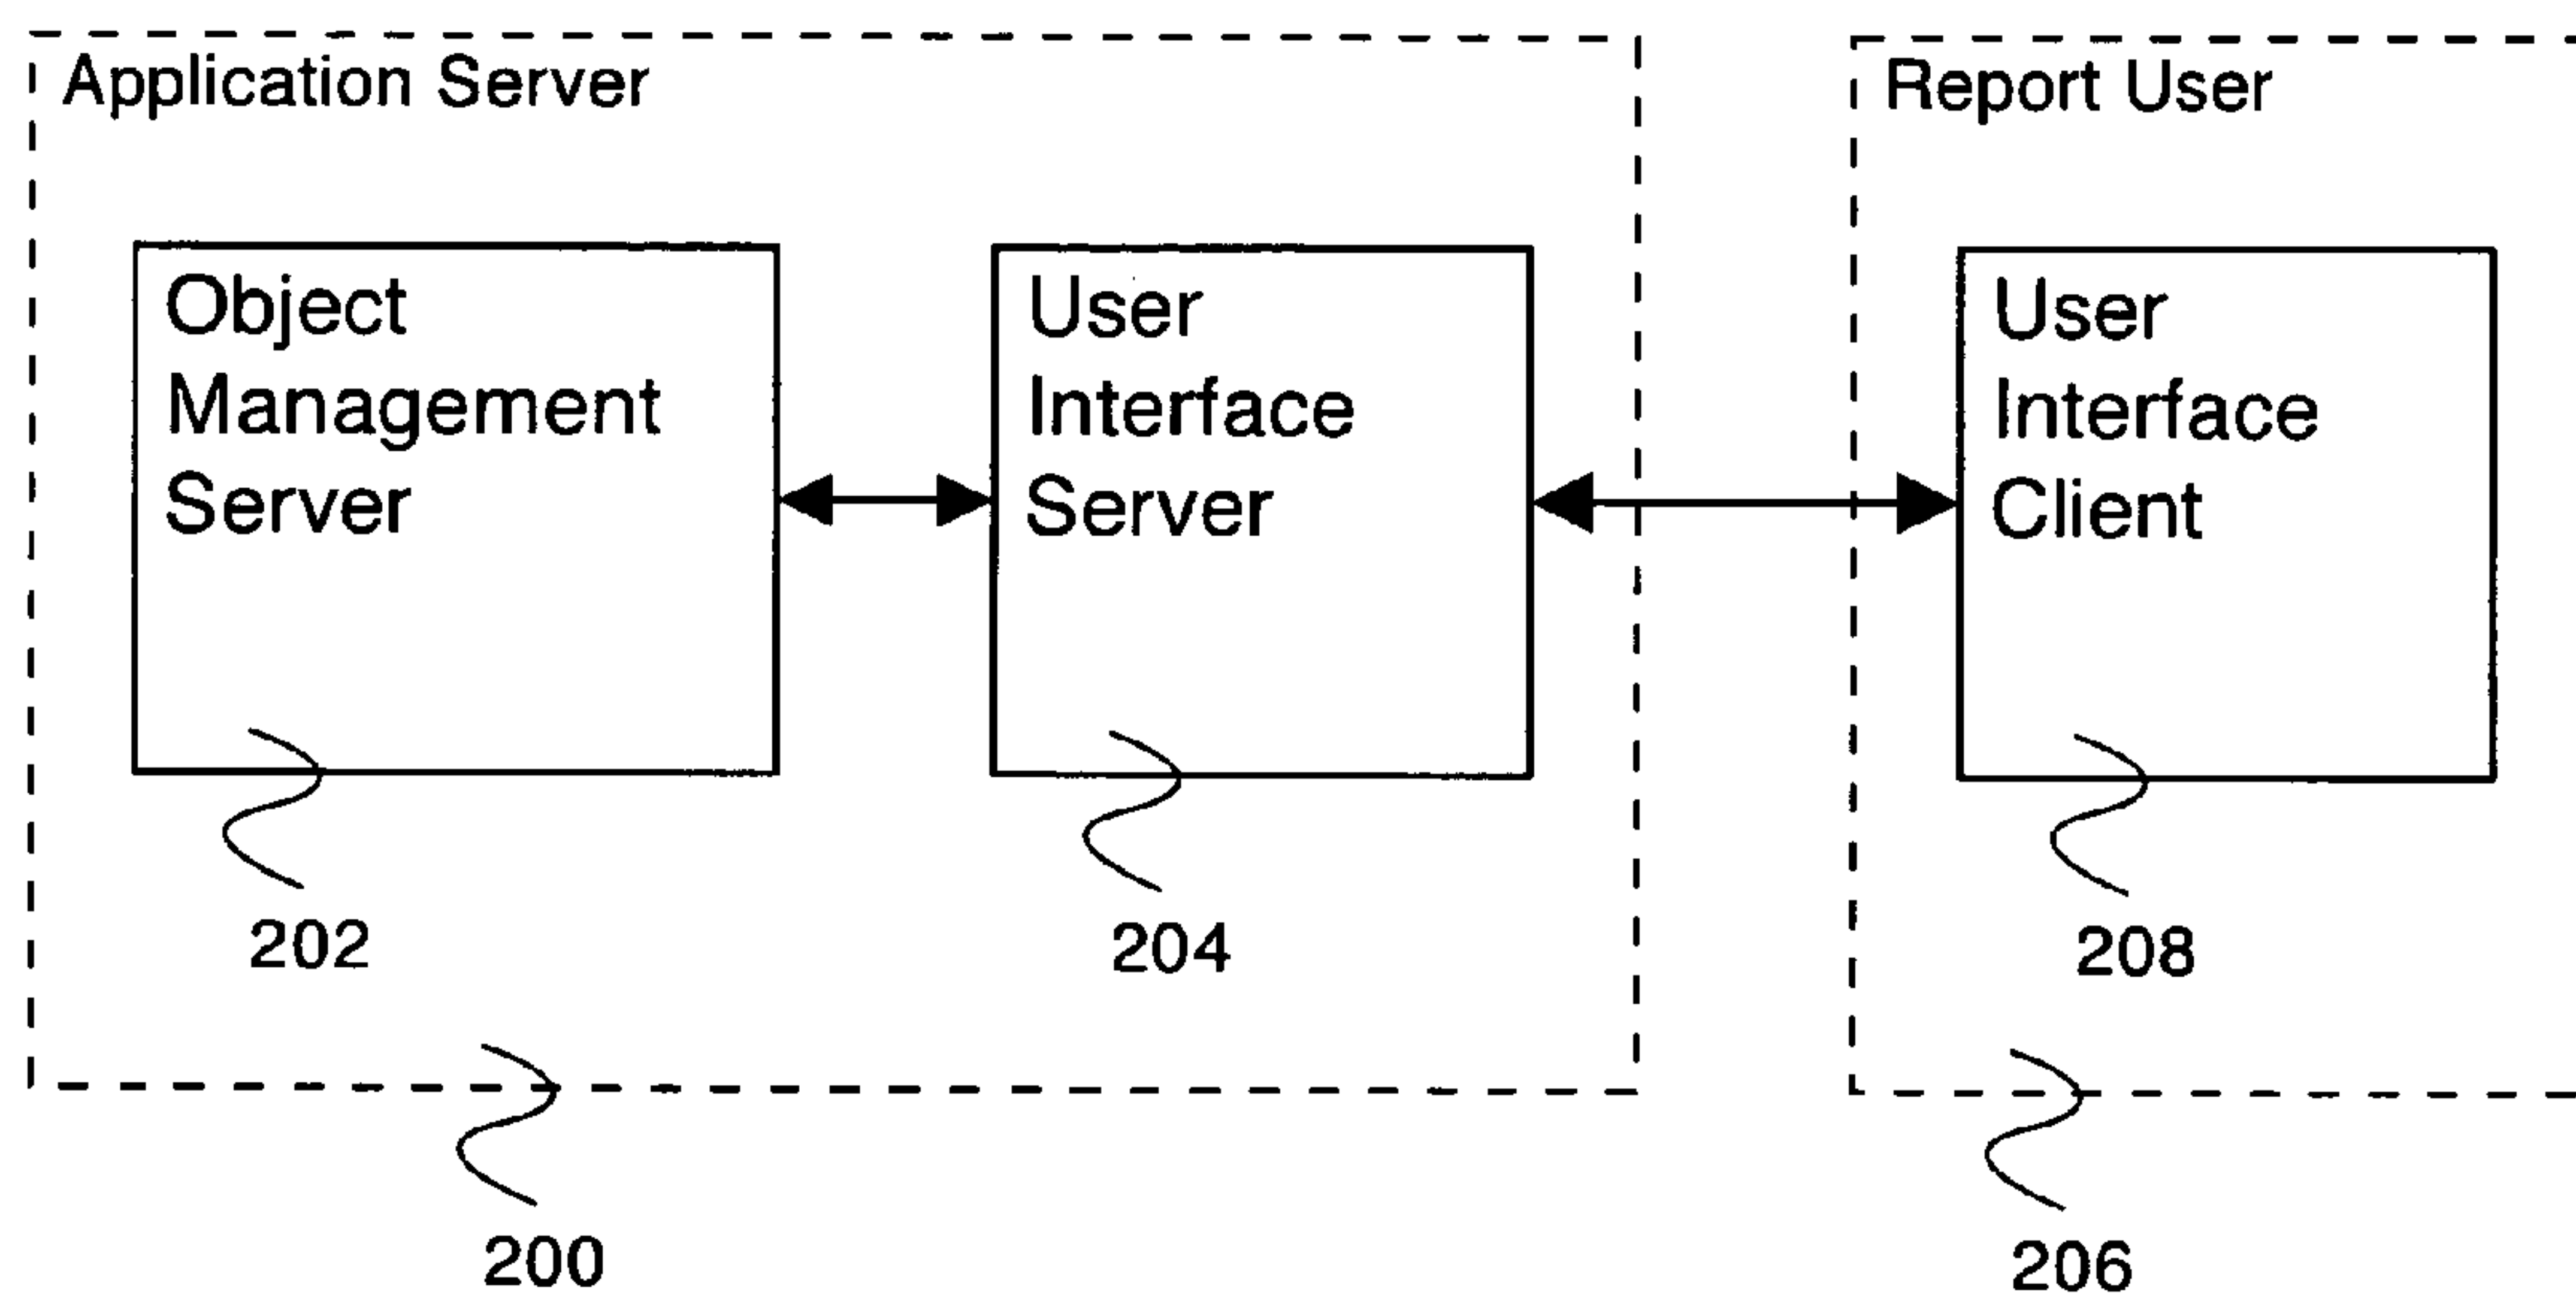 Application Server
Object
Management
Server
202
User
Interface
Server
204
200
Report User
User
Interface
Client
208
206